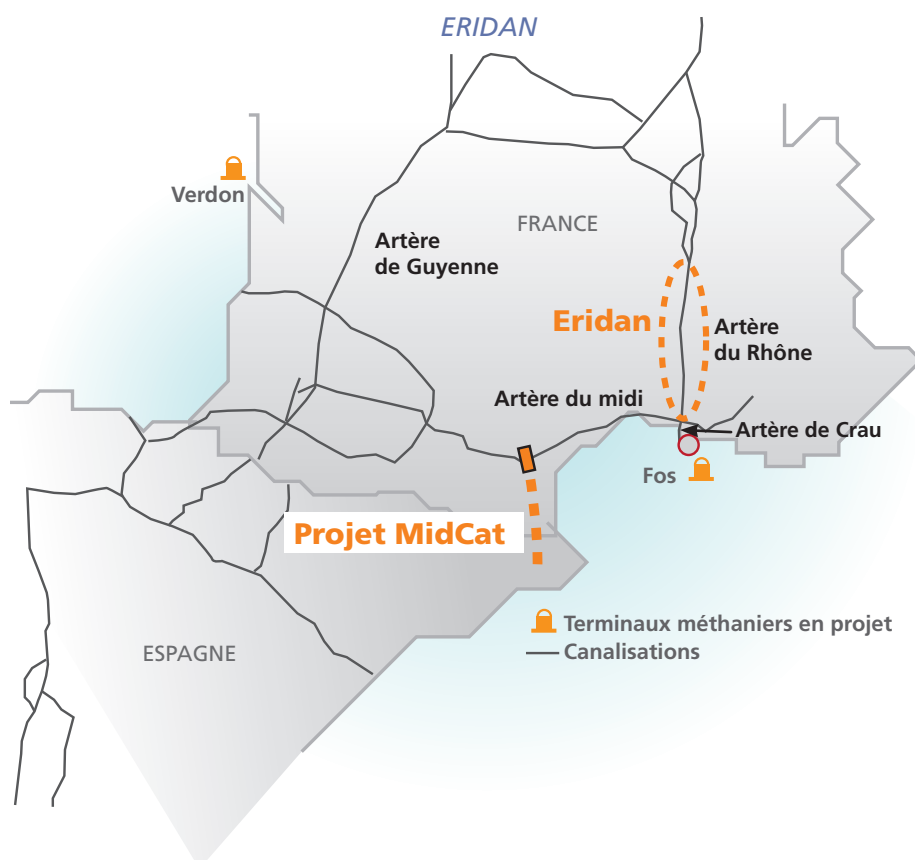 ERIDAN
Verdon
FRANCE
Artère
de Guyenne
Eridan
Artère
du Rhône
Artère du midi
Artère de Crau
Fos
Projet MidCat
Terminaux méthaniers en projet
Canalisations
ESPAGNE